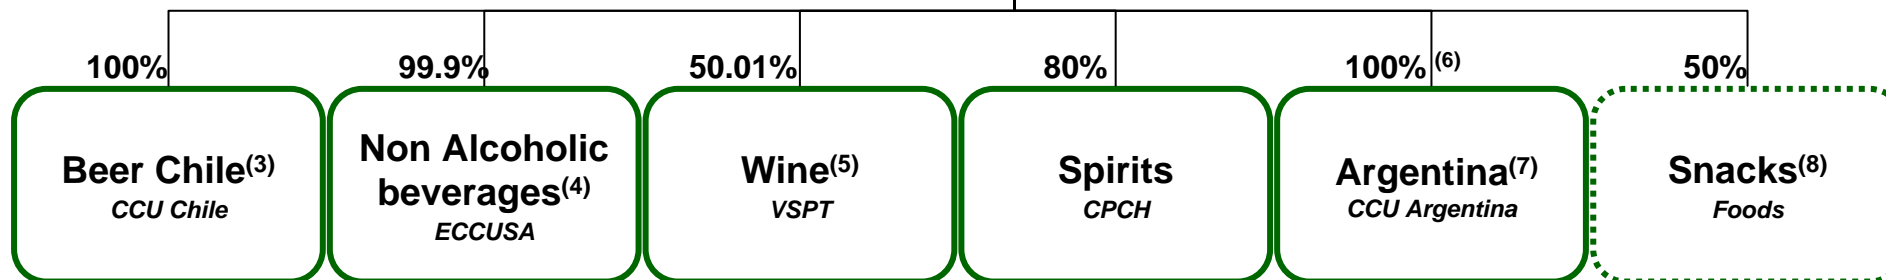 100% 99.9% 50.01% 80% 100% (6) 50%
Beer Chile(3)
CCU Chile
Non Alcoholic
beverages(4)
ECCUSA
Wine(5)
VSPT
Spirits
CPCH
Argentina(7)
CCU Argentina
Snacks(8)
Foods